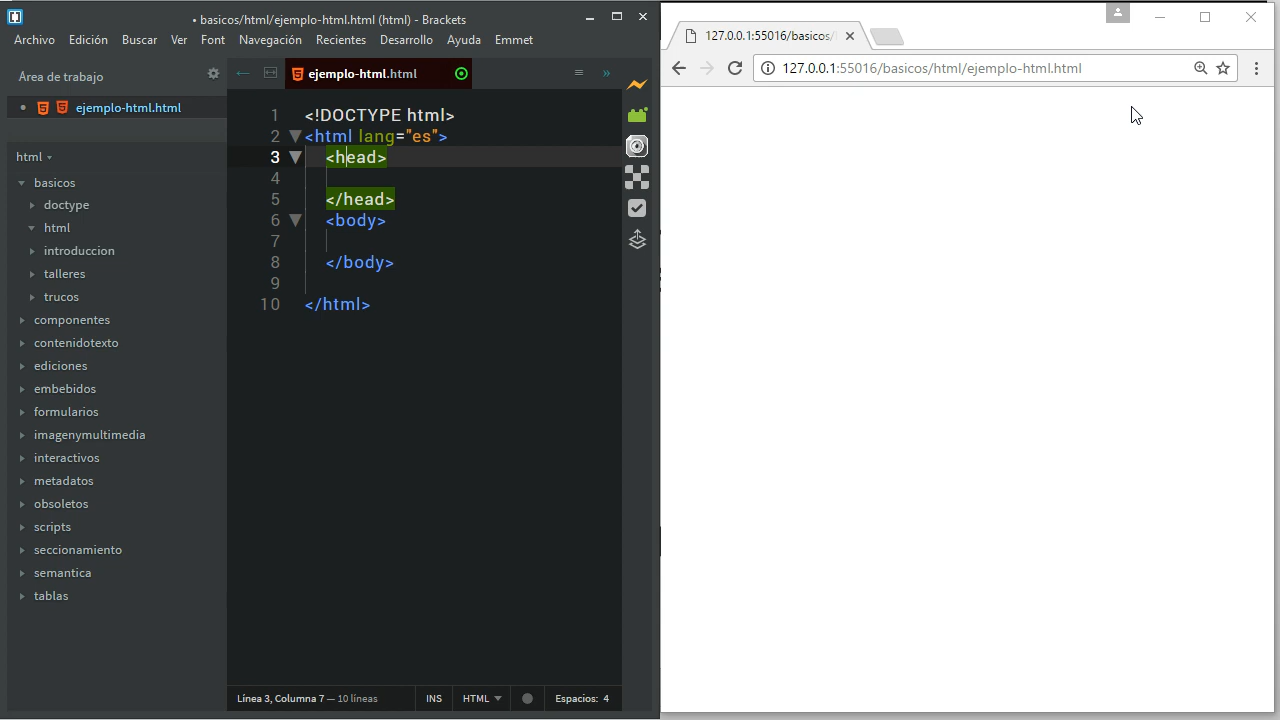 • basicos/html/ejemplo-html.html (html) - Brackets
Archivo Edición Buscar Ver Font Navegación Recientes Desarrollo Ayuda Emmet
Área de trabajo
• ejemplo-html.html
html
basicos
doctype
html
introduccion
talleres
trucos
componentes
contenidotexto
ediciones
embebidos
formularios
imagenymultimedia
interactivos
metadatos
obsoletos
scripts
seccionamiento
semantica
tablas
ejemplo-html.html
1 <!DOCTYPE html>
2 <html lang="es">
3 <head>
4
5 </head>
6 <body>
7
8 </body>
9
10 </html>
Línea 3, Columna 7 — 10 líneas INS HTML Espacios: 4
127.0.0.1:55016/basicos/
127.0.0.1:55016/basicos/html/ejemplo-html.html